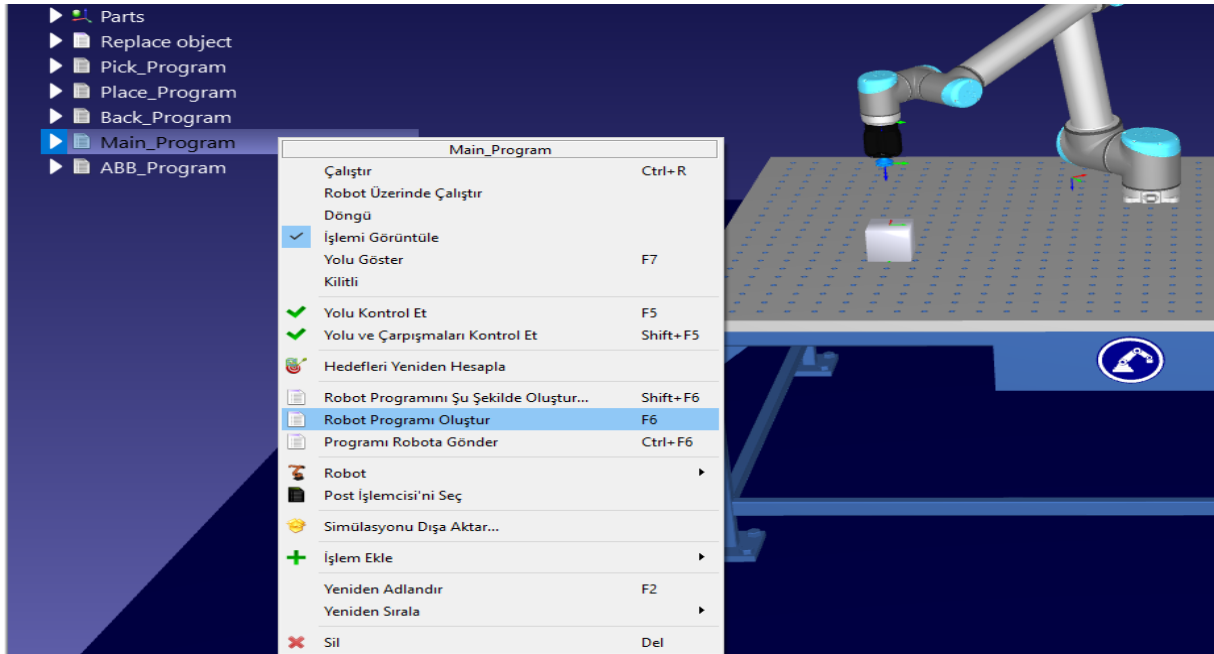 Parts
Replace object
Pick_Program
Place_Program
Back_Program
Main_Program
ABB_Program
Main_Program
Çalıştır Ctrl+R
Robot Üzerinde Çalıştır
Döngü
İşlemi Görüntüle
Yolu Göster F7
Kilitli
Yolu Kontrol Et F5
Yolu ve Çarpışmaları Kontrol Et Shift+F5
Hedefleri Yeniden Hesapla
Robot Programını Şu Şekilde Oluştur... Shift+F6
Robot Programı Oluştur F6
Programı Robota Gönder Ctrl+F6
Robot
Post İşlemcisi'ni Seç
Simülasyonu Dışa Aktar...
İşlem Ekle
Yeniden Adlandır F2
Yeniden Sırala
Sil Del